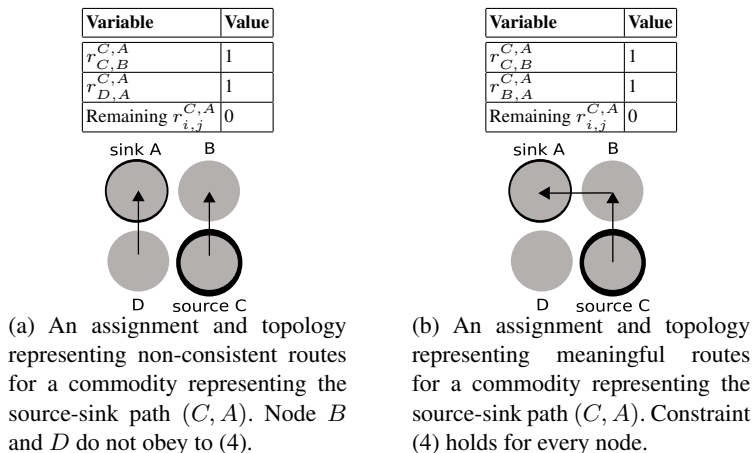 Variable Value
r^{C,A}_{C,B} 1
r^{C,A}_{D,A} 1
Remaining r^{C,A}_{i,j} 0
sink A B
D source C
(a) An assignment and topology
representing non-consistent routes
for a commodity representing the
source-sink path (C, A). Node B
and D do not obey to (4).
Variable Value
r^{C,A}_{C,B} 1
r^{C,A}_{B,A} 1
Remaining r^{C,A}_{i,j} 0
sink A B
D source C
(b) An assignment and topology
representing meaningful routes
for a commodity representing the
source-sink path (C, A). Constraint
(4) holds for every node.